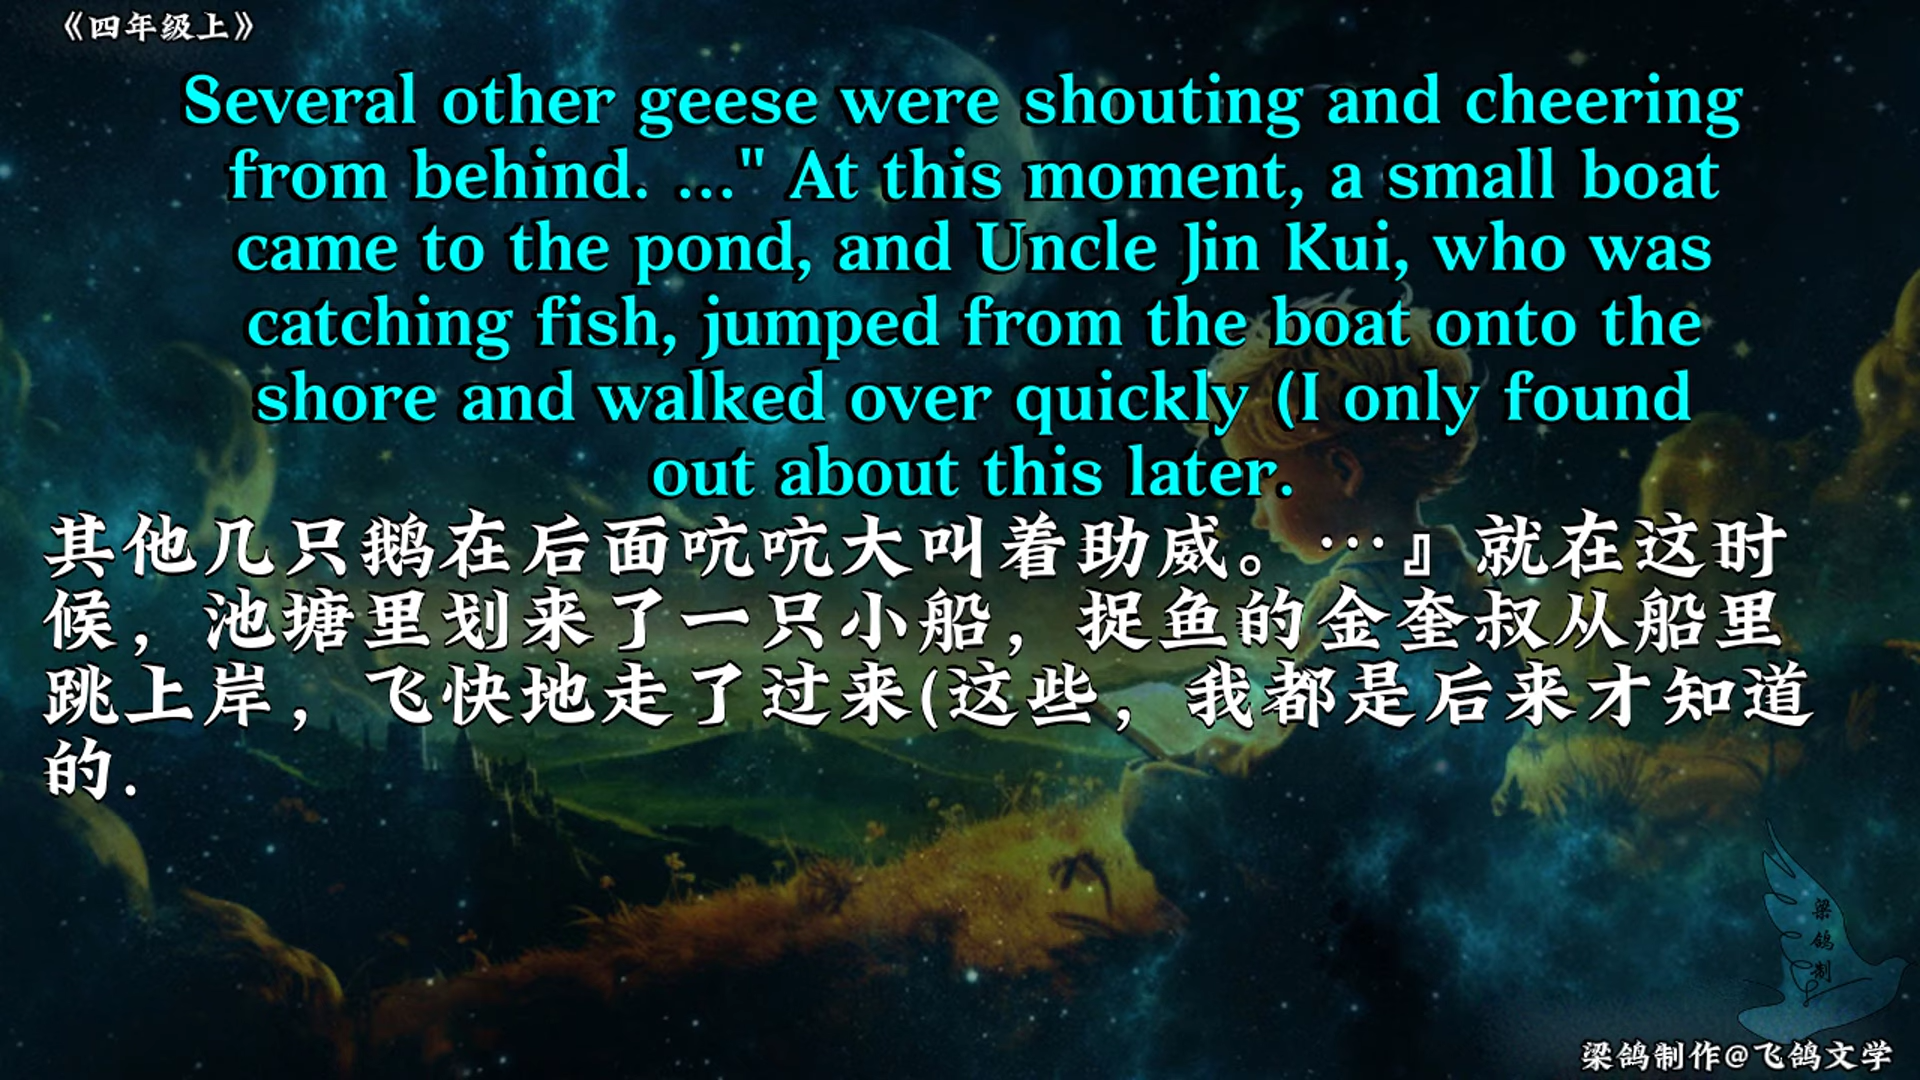 《四年级上》
Several other geese were shouting and cheering
from behind. ..." At this moment, a small boat
came to the pond, and Uncle Jin Kui, who was
catching fish, jumped from the boat onto the
shore and walked over quickly (I only found
out about this later.
其他几只鹅在后面吭吭大叫着助威。…』就在这时
候，池塘里划来了一只小船，捉鱼的金奎叔从船里
跳上岸，飞快地走了过来(这些，我都是后来才知道
的.
梁
鸽
制
梁鸽制作@飞鸽文学